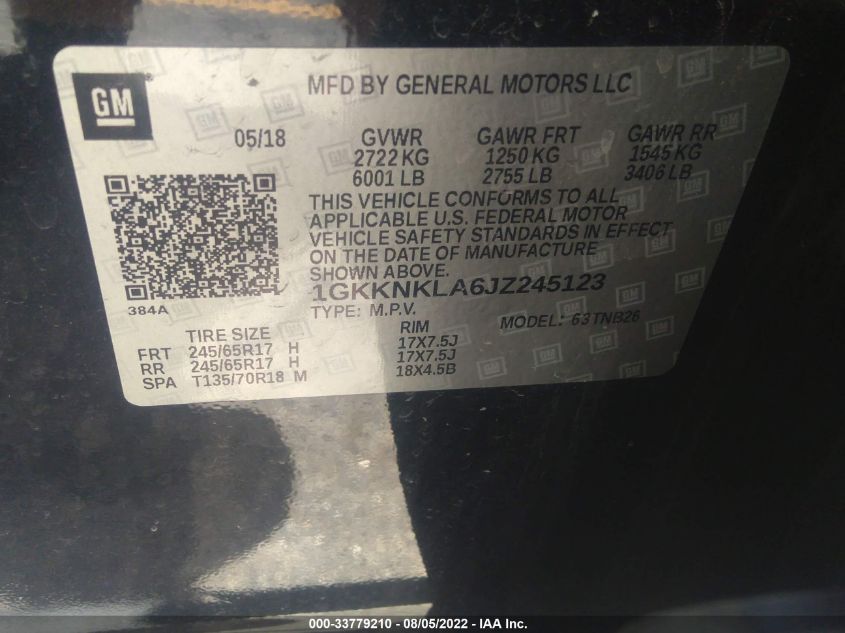 GM
MFD BY GENERAL MOTORS LLC
05/18 GVWR GAWR FRT GAWR RR
2722 KG 1250 KG 1545 KG
6001 LB 2755 LB 3406 LB
THIS VEHICLE CONFORMS TO ALL
APPLICABLE U.S. FEDERAL MOTOR
VEHICLE SAFETY STANDARDS IN EFFECT
ON THE DATE OF MANUFACTURE
SHOWN ABOVE.
1GKKNKLA6JZ245123
384A
TYPE: M.P.V. MODEL: 63TNB26
TIRE SIZE RIM
FRT 245/65R17 H 17X7.5J
RR 245/65R17 H 17X7.5J
SPA T135/70R18 M 18X4.5B
000-33779210 - 08/05/2022 - IAA Inc.